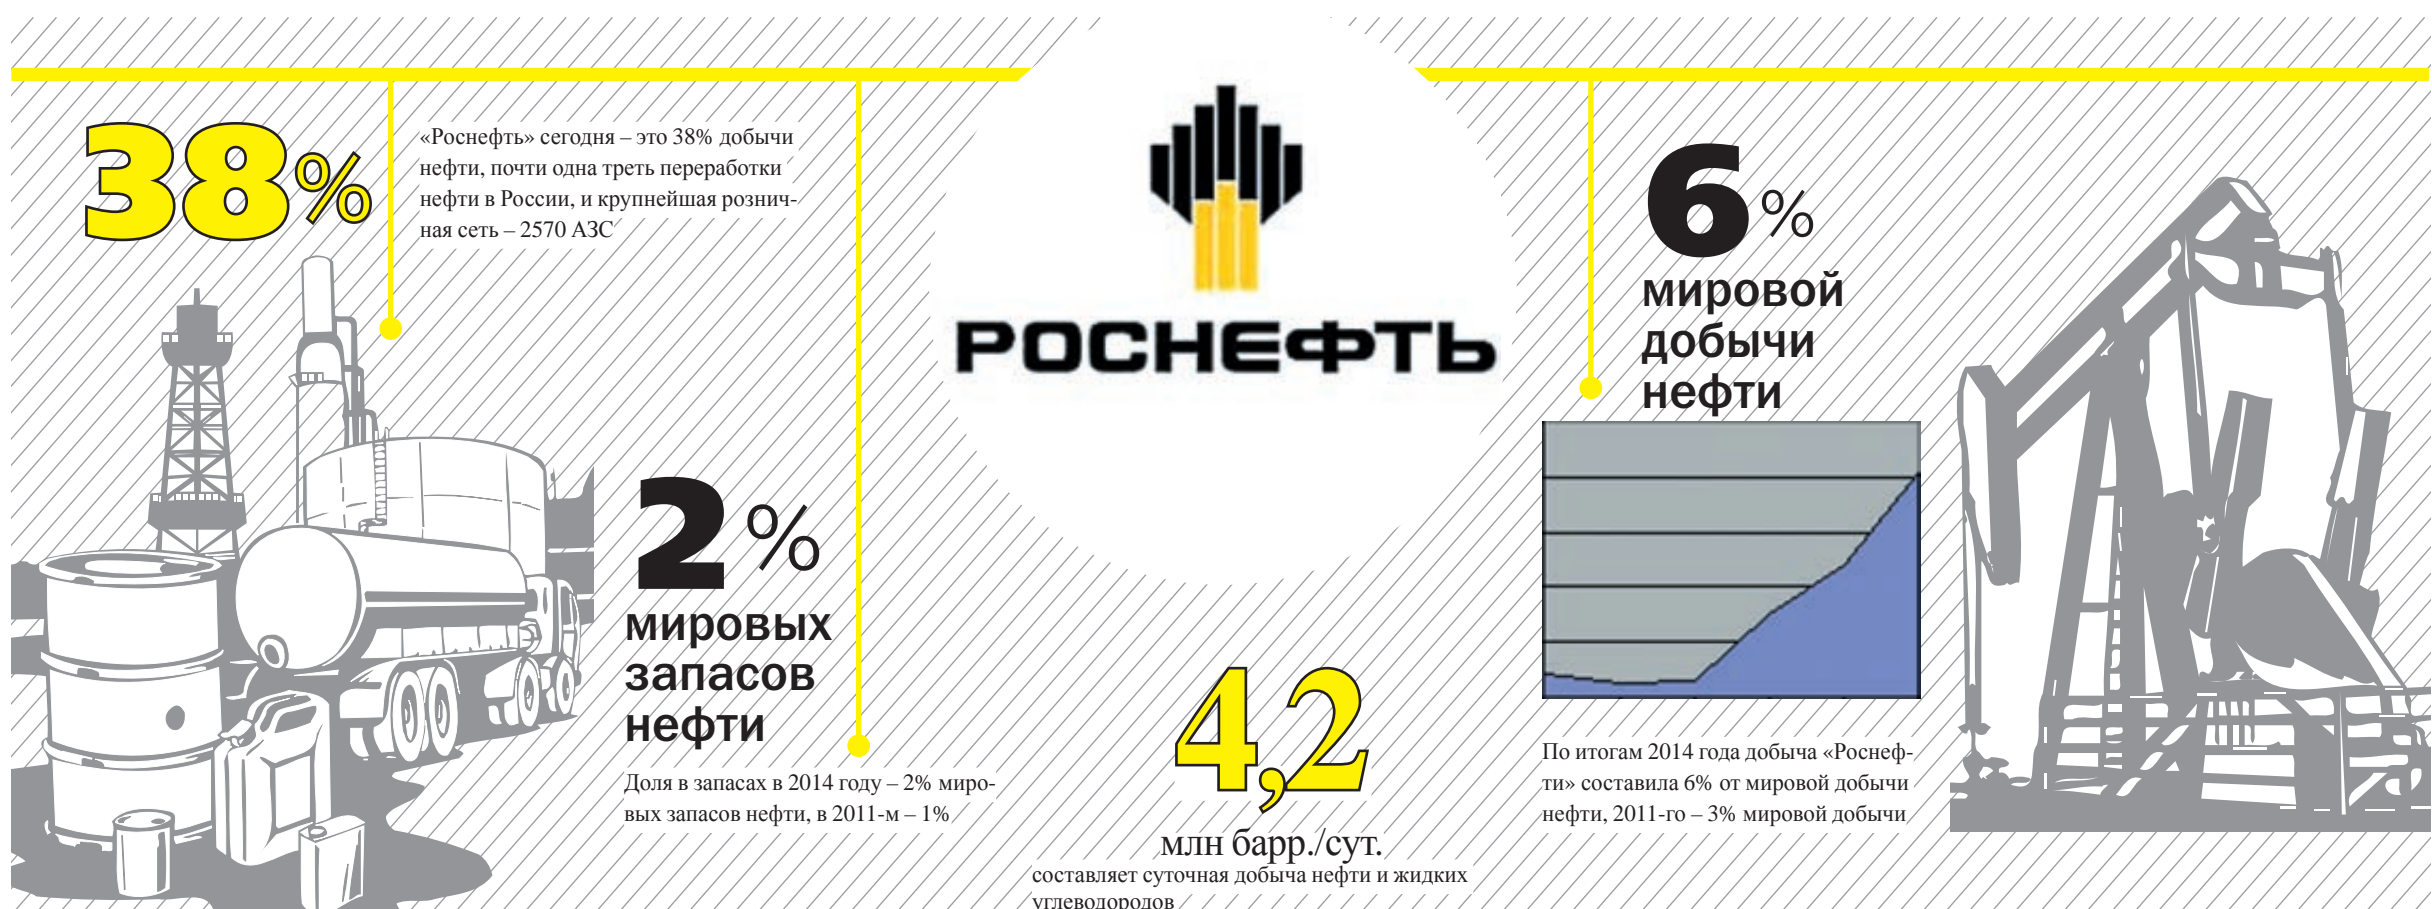 38%
«Роснефть» сегодня – это 38% добычи
нефти, почти одна треть переработки
нефти в России, и крупнейшая рознич-
ная сеть – 2570 АЗС
2%
мировых
запасов
нефти
Доля в запасах в 2014 году – 2% миро-
вых запасов нефти, в 2011-м – 1%
РОСНЕФТЬ
4,2
млн барр./сут.
составляет суточная добыча нефти и жидких
углеводородов
6%
мировой
добычи
нефти
По итогам 2014 года добыча «Роснеф-
ти» составила 6% от мировой добычи
нефти, 2011-го – 3% мировой добычи